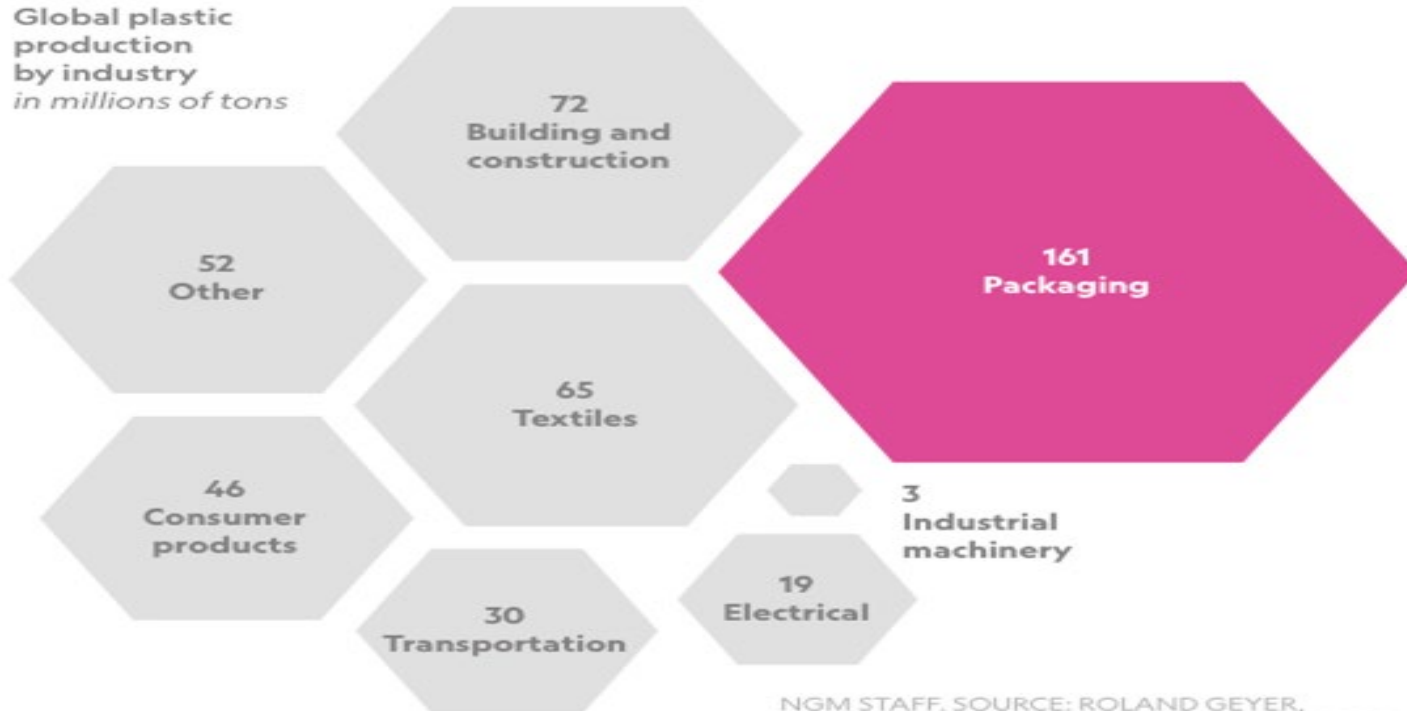 Global plastic
production
by industry
in millions of tons
72
Building and
construction
161
Packaging
52
Other
65
Textiles
46
Consumer
products
3
Industrial
machinery
19
Electrical
30
Transportation
NGM STAFF. SOURCE: ROLAND GEYER,